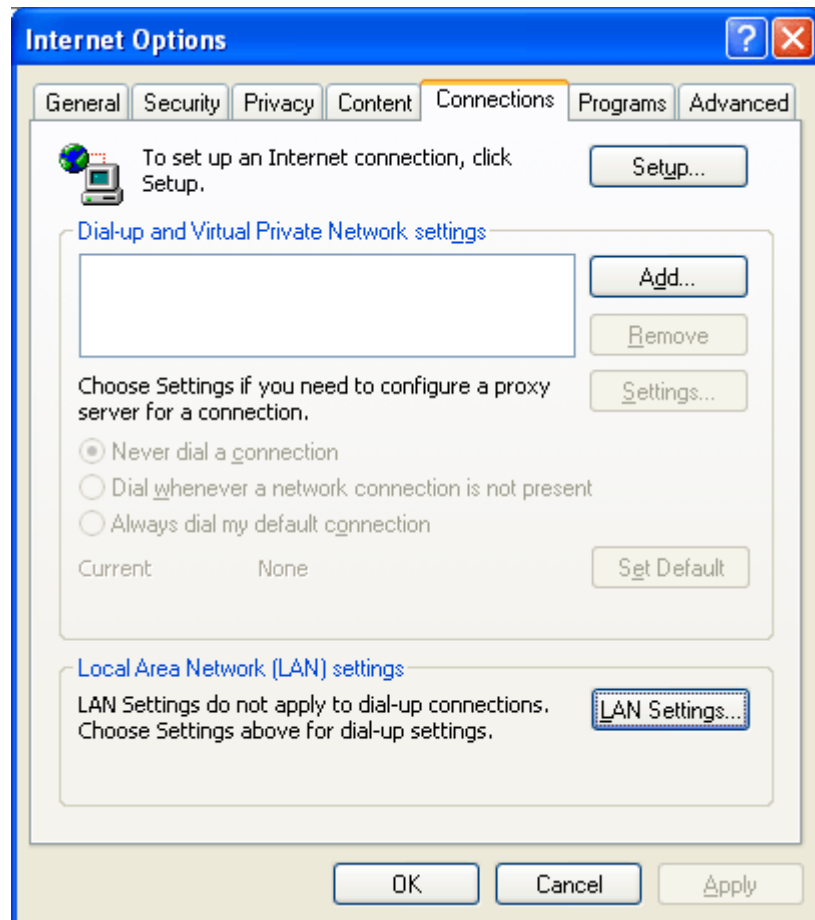 Internet Options
?
General Security Privacy Content Connections Programs Advanced
To set up an Internet connection, click
Setup.
Setup...
Dial-up and Virtual Private Network settings
Add...
Remove
Choose Settings if you need to configure a proxy
server for a connection.
Settings...
Never dial a connection
Dial whenever a network connection is not present
Always dial my default connection
Current None
Set Default
Local Area Network (LAN) settings
LAN Settings do not apply to dial-up connections.
Choose Settings above for dial-up settings.
LAN Settings...
OK Cancel Apply